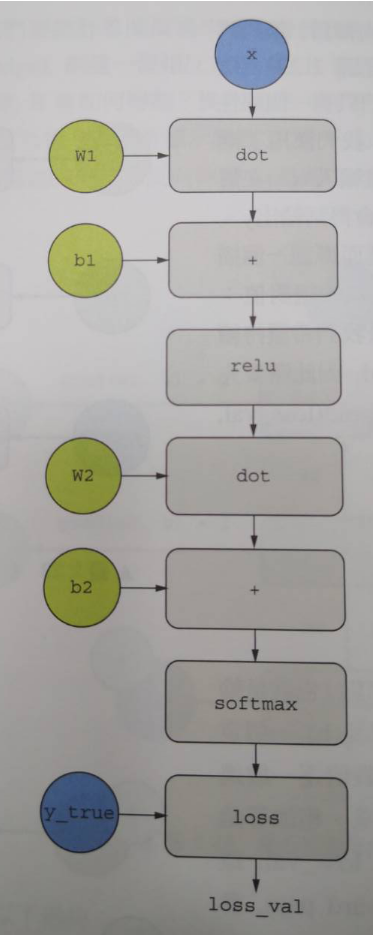 x
W1
dot
b1
+
relu
W2
dot
b2
+
softmax
y_true
loss
loss_val